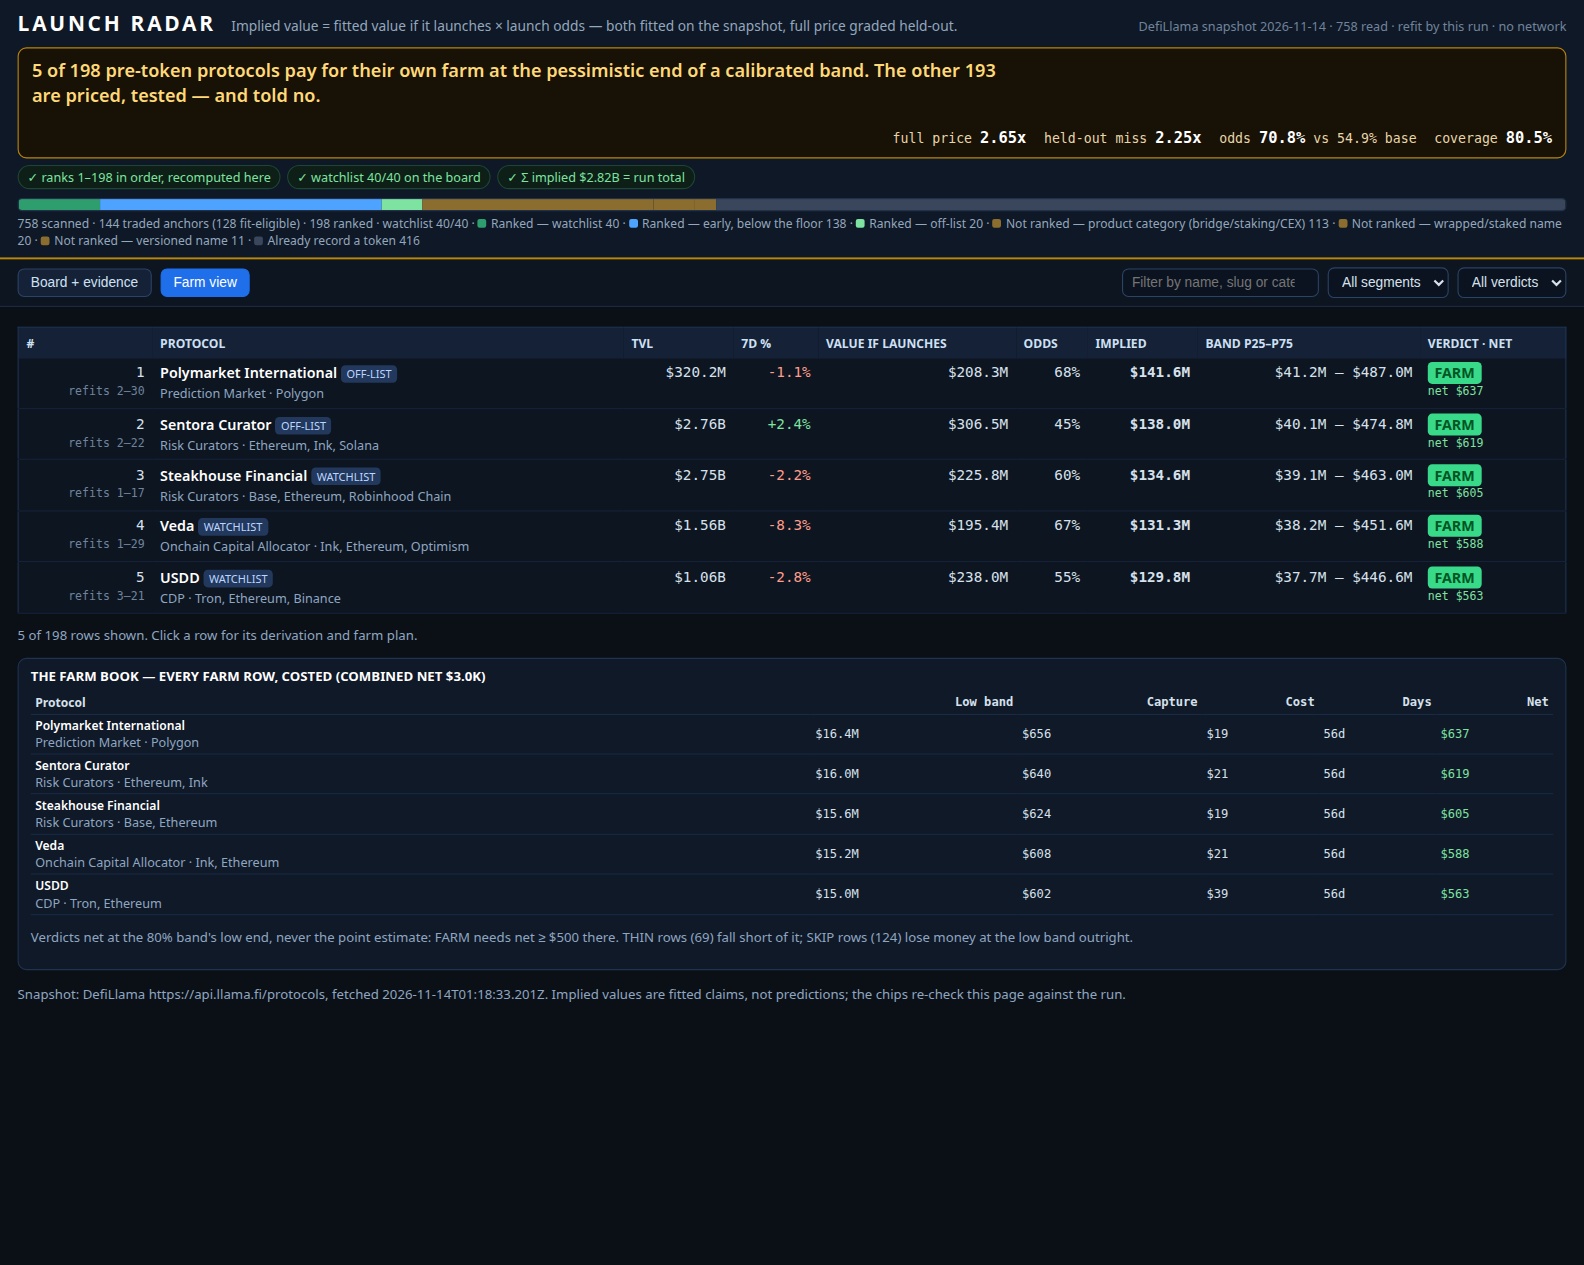 LAUNCH RADAR Implied value = fitted value if it launches × launch odds — both fitted on the snapshot, full price graded held-out. DefiLlama snapshot 2026-11-14 · 758 read · refit by this run · no network
5 of 198 pre-token protocols pay for their own farm at the pessimistic end of a calibrated band. The other 193
are priced, tested — and told no.
full price 2.65x held-out miss 2.25x odds 70.8% vs 54.9% base coverage 80.5%
✓ ranks 1–198 in order, recomputed here ✓ watchlist 40/40 on the board ✓ Σ implied $2.82B = run total
758 scanned · 144 traded anchors (128 fit-eligible) · 198 ranked · watchlist 40/40 · Ranked — watchlist 40 · Ranked — early, below the floor 138 · Ranked — off-list 20 · Not ranked — product category (bridge/staking/CEX) 113 · Not ranked — wrapped/staked name
20 · Not ranked — versioned name 11 · Already record a token 416
Board + evidence Farm view Filter by name, slug or cate All segments All verdicts
# PROTOCOL TVL 7D % VALUE IF LAUNCHES ODDS IMPLIED BAND P25–P75 VERDICT · NET
1 Polymarket International OFF-LIST $320.2M -1.1% $208.3M 68% $141.6M $41.2M — $487.0M FARM
refits 2–30 Prediction Market · Polygon net $637
2 Sentora Curator OFF-LIST $2.76B +2.4% $306.5M 45% $138.0M $40.1M — $474.8M FARM
refits 2–22 Risk Curators · Ethereum, Ink, Solana net $619
3 Steakhouse Financial WATCHLIST $2.75B -2.2% $225.8M 60% $134.6M $39.1M — $463.0M FARM
refits 1–17 Risk Curators · Base, Ethereum, Robinhood Chain net $605
4 Veda WATCHLIST $1.56B -8.3% $195.4M 67% $131.3M $38.2M — $451.6M FARM
refits 1–29 Onchain Capital Allocator · Ink, Ethereum, Optimism net $588
5 USDD WATCHLIST $1.06B -2.8% $238.0M 55% $129.8M $37.7M — $446.6M FARM
refits 3–21 CDP · Tron, Ethereum, Binance net $563
5 of 198 rows shown. Click a row for its derivation and farm plan.
THE FARM BOOK — EVERY FARM ROW, COSTED (COMBINED NET $3.0K)
Protocol Low band Capture Cost Days Net
Polymarket International
Prediction Market · Polygon $16.4M $656 $19 56d $637
Sentora Curator
Risk Curators · Ethereum, Ink $16.0M $640 $21 56d $619
Steakhouse Financial
Risk Curators · Base, Ethereum $15.6M $624 $19 56d $605
Veda
Onchain Capital Allocator · Ink, Ethereum $15.2M $608 $21 56d $588
USDD
CDP · Tron, Ethereum $15.0M $602 $39 56d $563
Verdicts net at the 80% band's low end, never the point estimate: FARM needs net ≥ $500 there. THIN rows (69) fall short of it; SKIP rows (124) lose money at the low band outright.
Snapshot: DefiLlama https://api.llama.fi/protocols, fetched 2026-11-14T01:18:33.201Z. Implied values are fitted claims, not predictions; the chips re-check this page against the run.